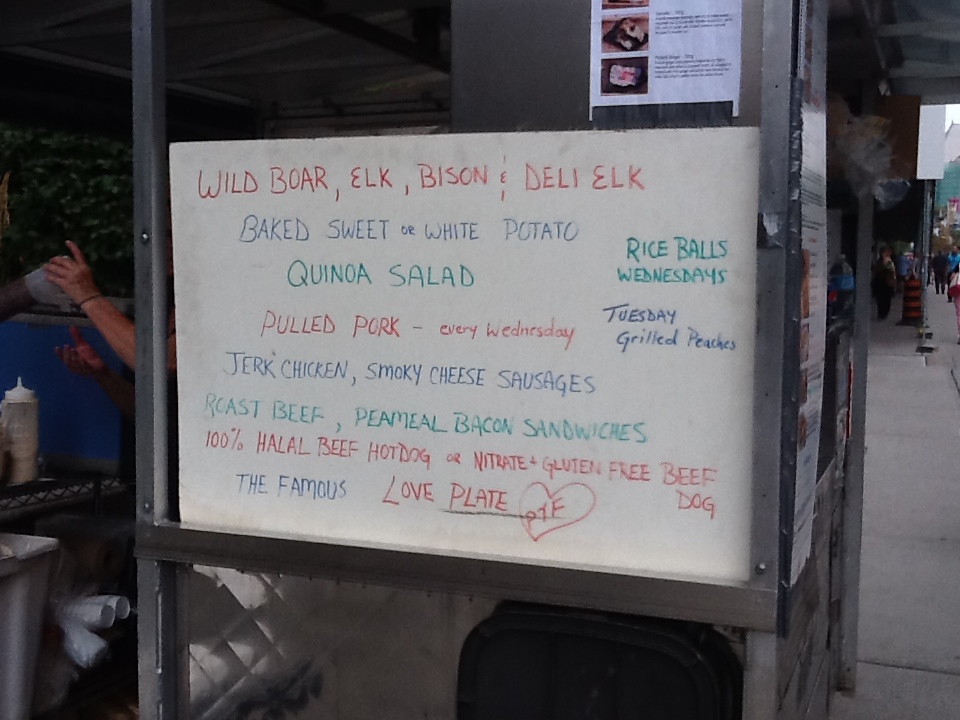 WILD BOAR, ELK, BISON & DELI ELK
BAKED SWEET or WHITE POTATO
QUINOA SALAD
RICE BALLS
WEDNESDAYS
PULLED PORK - every Wednesday
TUESDAY
Grilled Peaches
JERK CHICKEN, SMOKY CHEESE SAUSAGES
ROAST BEEF, PEAMEAL BACON SANDWICHES
100% HALAL BEEF HOTDOG or NITRATE + GLUTEN FREE BEEF
DOG
THE FAMOUS LOVE PLATE